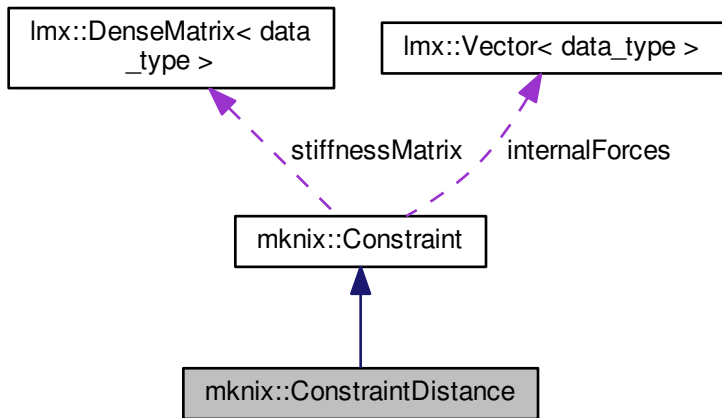 lmx::DenseMatrix< data
_type >
lmx::Vector< data_type >
stiffnessMatrix
internalForces
mknix::Constraint
mknix::ConstraintDistance